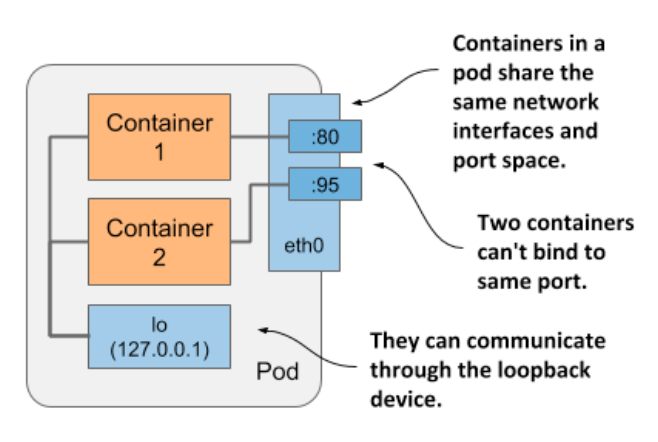 Containers in a
pod share the
same network
interfaces and
port space.
Container
1
:80
:95
Container
2
eth0
Two containers
can't bind to
same port.
lo
(127.0.0.1)
Pod
They can communicate
through the loopback
device.